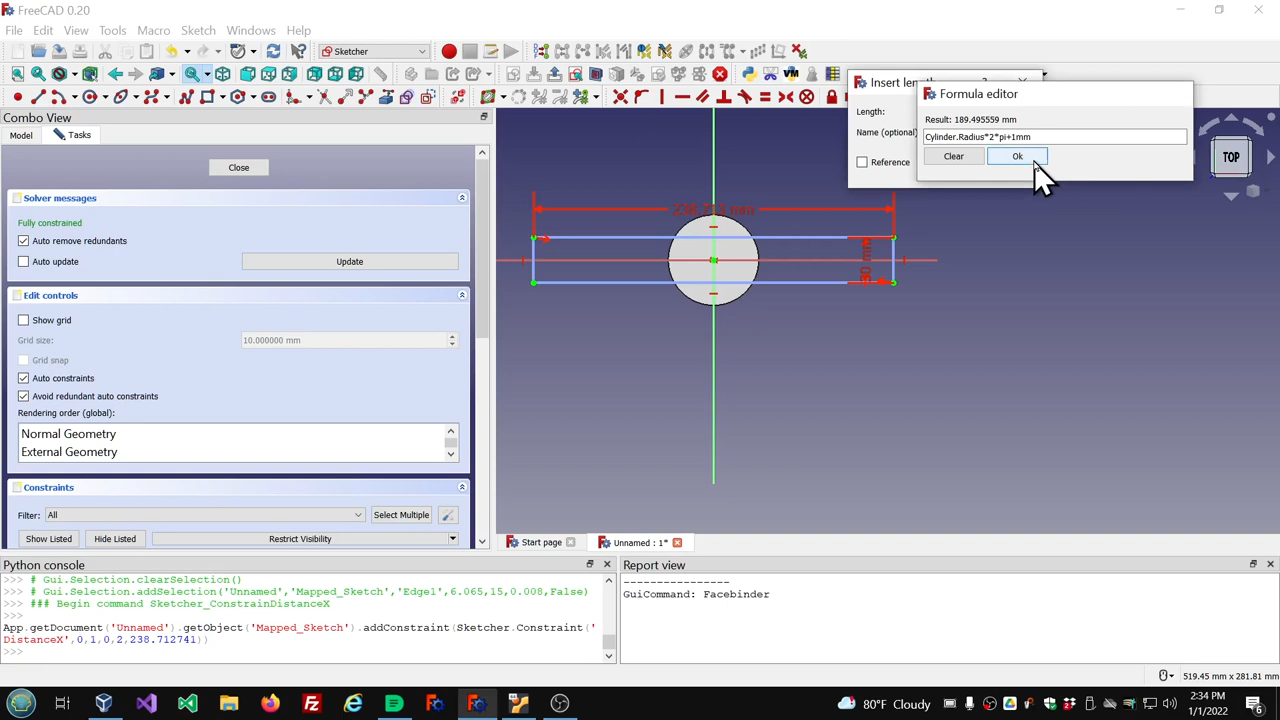 FreeCAD 0.20
File Edit View Tools Macro Sketch Windows Help
Sketcher
VM
Combo View
Model Tasks
Close
Solver messages
Fully constrained
Auto remove redundants
Auto update Update
Edit controls
Show grid
Grid size: 10.000000 mm
Grid snap
Auto constraints
Avoid redundant auto constraints
Rendering order (global):
Normal Geometry
External Geometry
Constraints
Filter: All Select Multiple
Show Listed Hide Listed Restrict Visibility
Insert len
Length:
Name (optional)
Reference
Formula editor
Result: 189.495559 mm
Cylinder.Radius*2*pi+1mm
Clear Ok
TOP
30 mm
Start page Unnamed : 1*
Python console
>>> # Gui.Selection.clearSelection()
>>> # Gui.Selection.addSelection('Unnamed','Mapped_Sketch','Edge1',6.065,15,0.008,False)
>>> ### Begin command Sketcher_ConstrainDistanceX
>>>
App.getDocument('Unnamed').getObject('Mapped_Sketch').addConstraint(Sketcher.Constraint('
DistanceX',0,1,0,2,238.712741))
>>>
Report view
----------------
GuiCommand: Facebinder
519.45 mm x 281.81 mm
80°F Cloudy
2:34 PM
1/1/2022
6